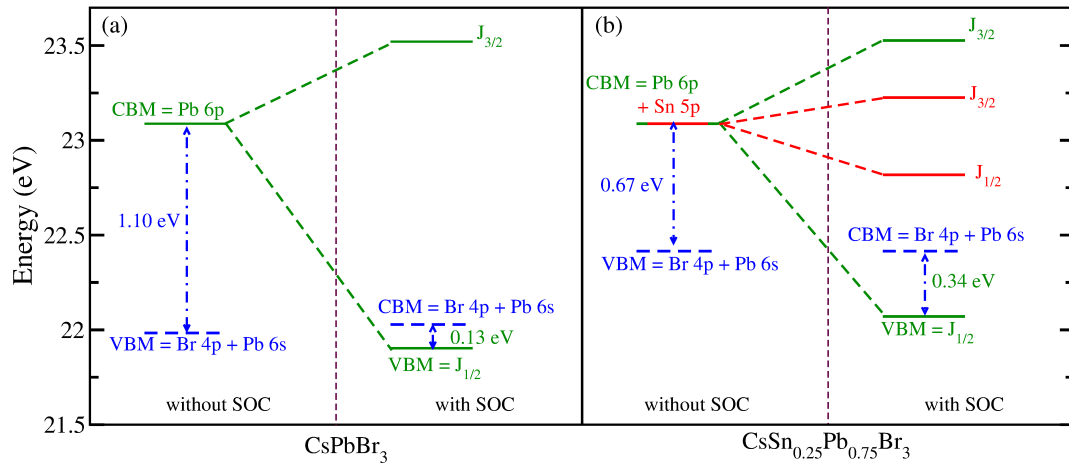 (a)
J3/2
CBM = Pb 6p
1.10 eV
VBM = Br 4p + Pb 6s
CBM = Br 4p + Pb 6s
0.13 eV
VBM = J1/2
without SOC
with SOC
CsPbBr3
(b)
J3/2
CBM = Pb 6p
+ Sn 5p
J3/2
0.67 eV
J1/2
VBM = Br 4p + Pb 6s
CBM = Br 4p + Pb 6s
0.34 eV
VBM = J1/2
without SOC
with SOC
CsSn0.25Pb0.75Br3
Energy (eV)
23.5
23
22.5
22
21.5